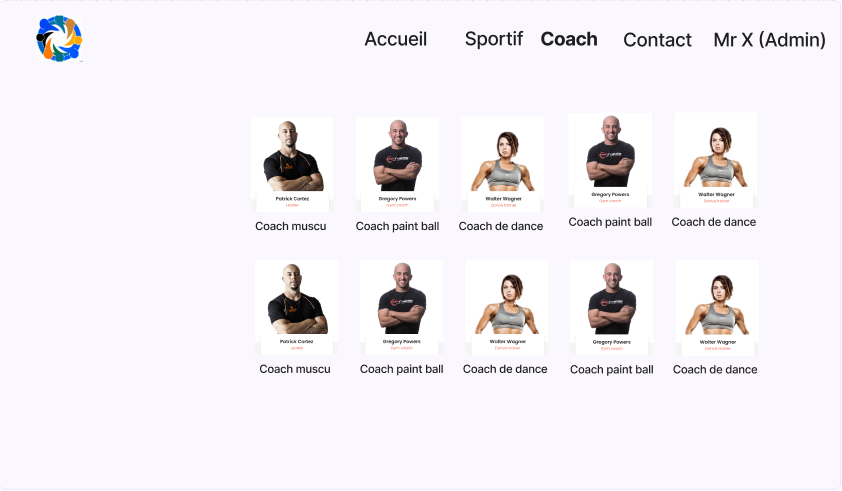 Accueil Sportif Coach Contact Mr X (Admin)
Patrick Cortez Gregory Powers Walter Wagner Gregory Powers Walter Wagner
Leader Gym coach Dance trainer Gym coach Dance trainer
Coach muscu Coach paint ball Coach de dance Coach paint ball Coach de dance
Patrick Cortez Gregory Powers Walter Wagner Gregory Powers Walter Wagner
Leader Gym coach Dance trainer Gym coach Dance trainer
Coach muscu Coach paint ball Coach de dance Coach paint ball Coach de dance